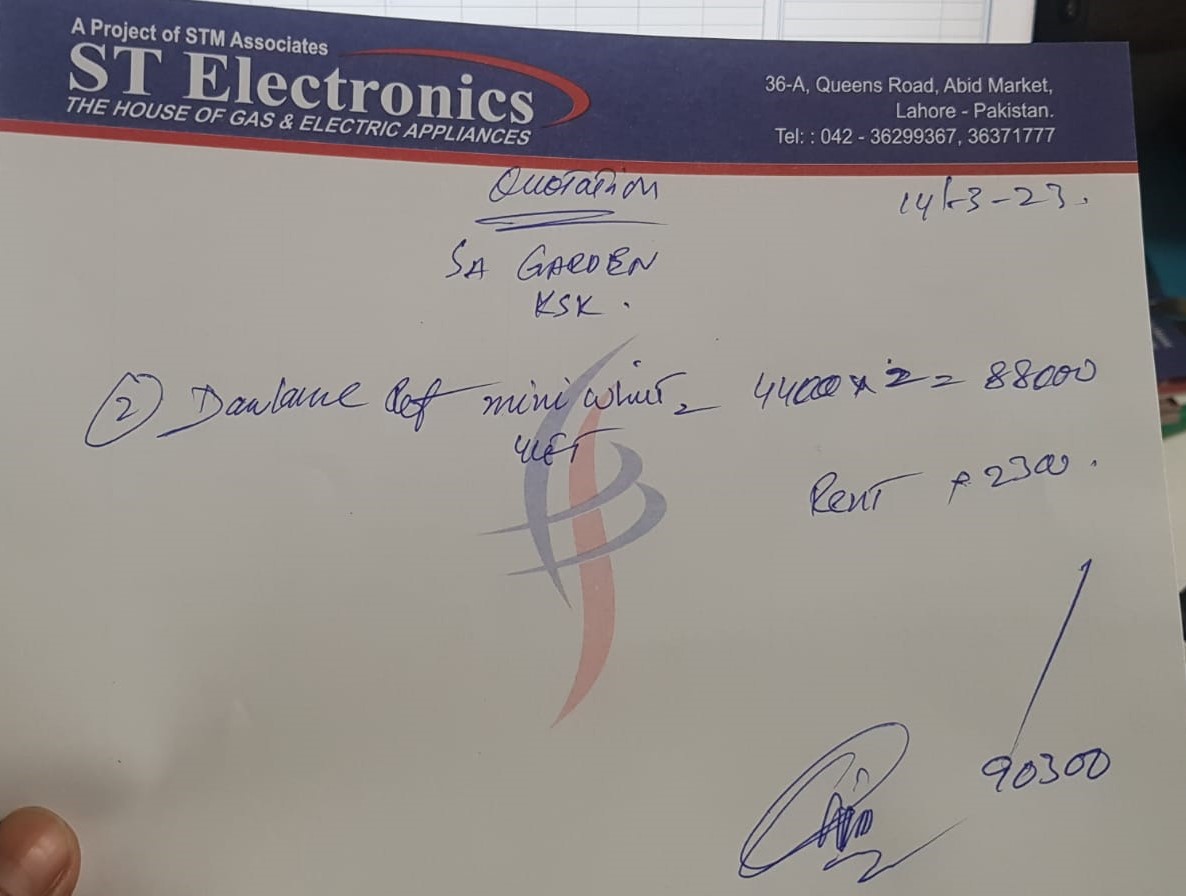 A Project of STM Associates
ST Electronics
THE HOUSE OF GAS & ELECTRIC APPLIANCES
36-A, Queens Road, Abid Market,
Lahore - Pakistan.
Tel: : 042 - 36299367, 36371777
Quotation
14-3-23.
SA GARDEN
KSK.
(2) Dawlance Ref mini white = 44000 x 2 = 88000
Rent + 2300.
90300